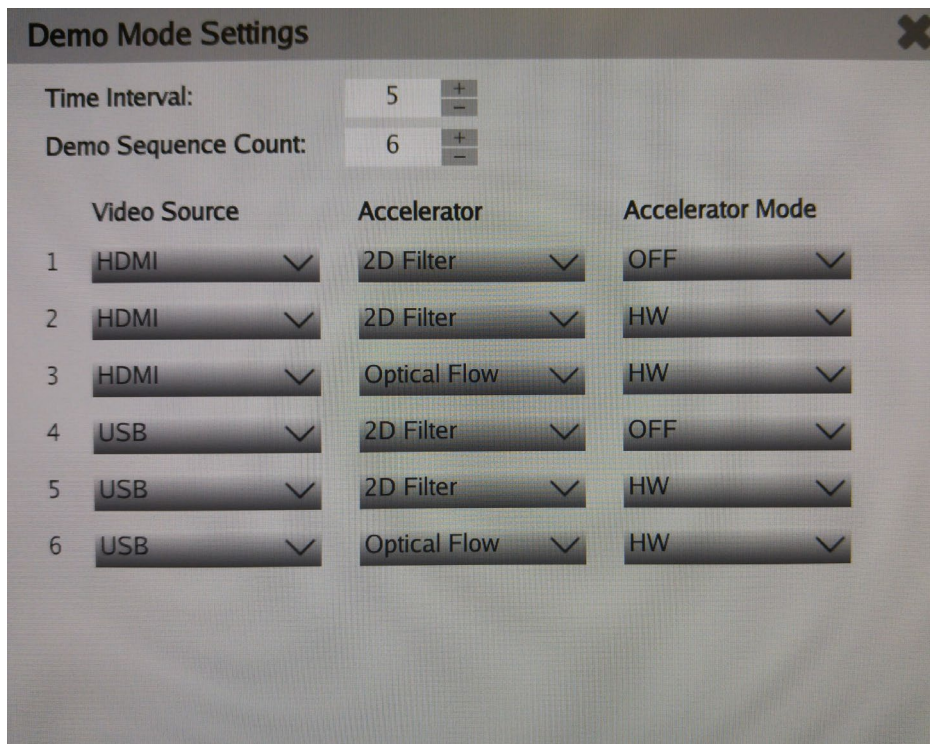 Demo Mode Settings
Time Interval: 5 + −
Demo Sequence Count: 6 + −
Video Source Accelerator Accelerator Mode
1 HDMI 2D Filter OFF
2 HDMI 2D Filter HW
3 HDMI Optical Flow HW
4 USB 2D Filter OFF
5 USB 2D Filter HW
6 USB Optical Flow HW